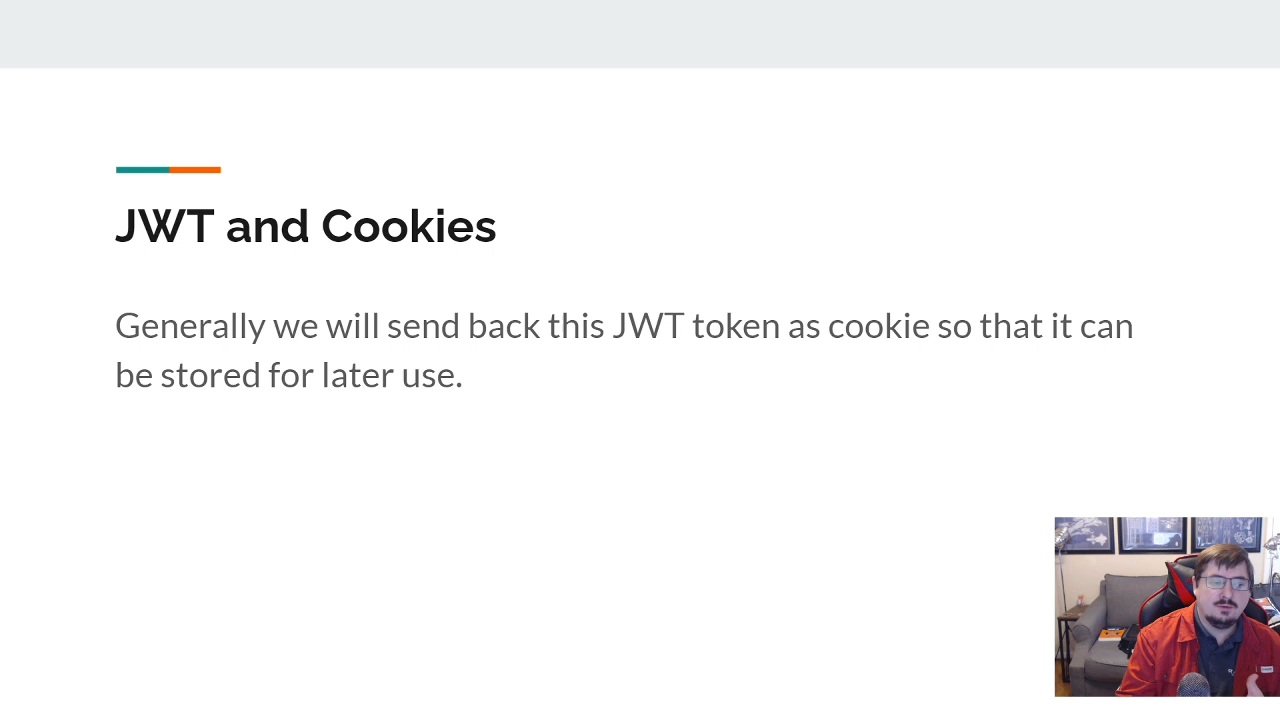 JWT and Cookies
Generally we will send back this JWT token as cookie so that it can
be stored for later use.